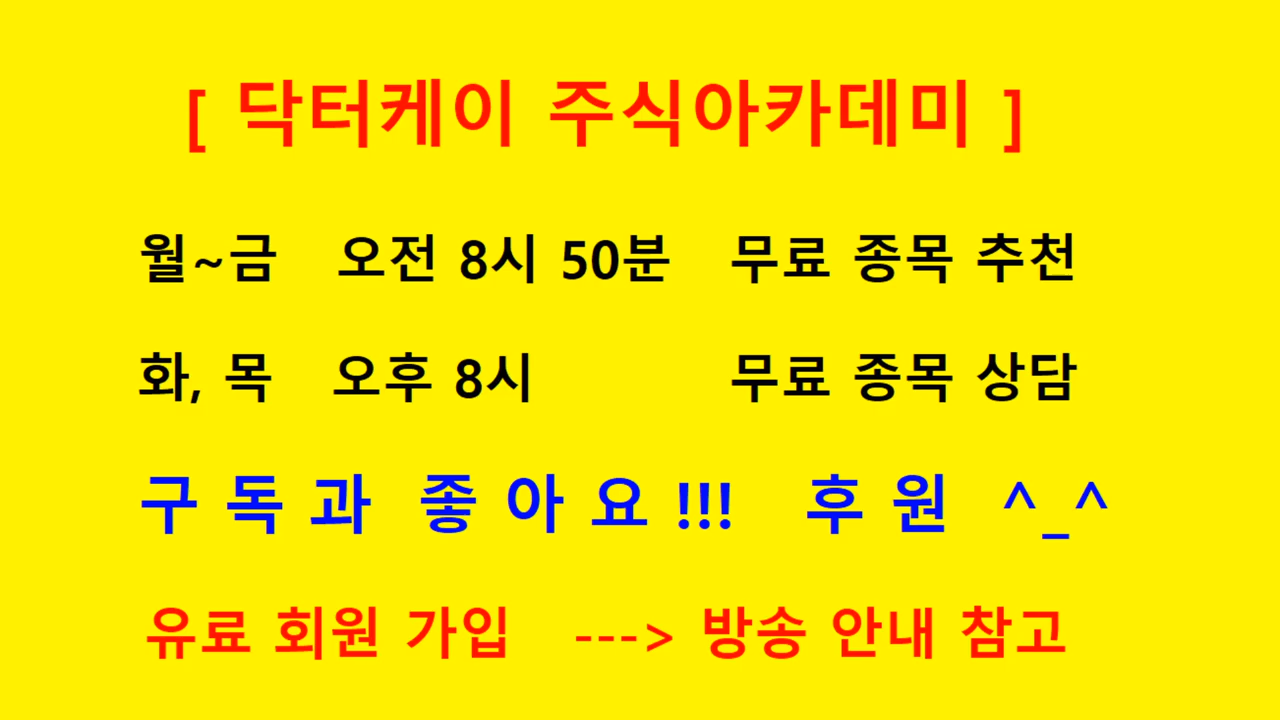 [ 닥터케이 주식아카데미 ]
월~금 오전 8시 50분 무료 종목 추천
화, 목 오후 8시 무료 종목 상담
구 독 과 좋 아 요 !!! 후 원 ^_^
유료 회원 가입 ---> 방송 안내 참고